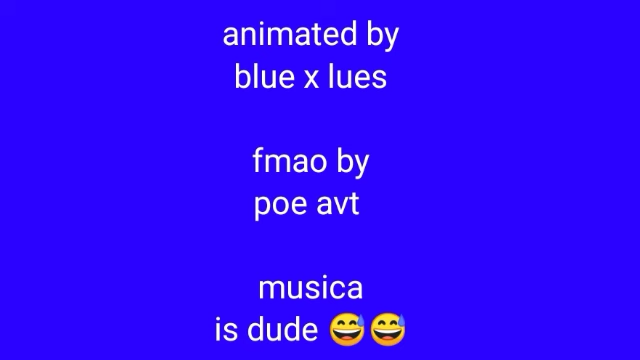 animated by
blue x lues
fmao by
poe avt
musica
is dude 😅😅